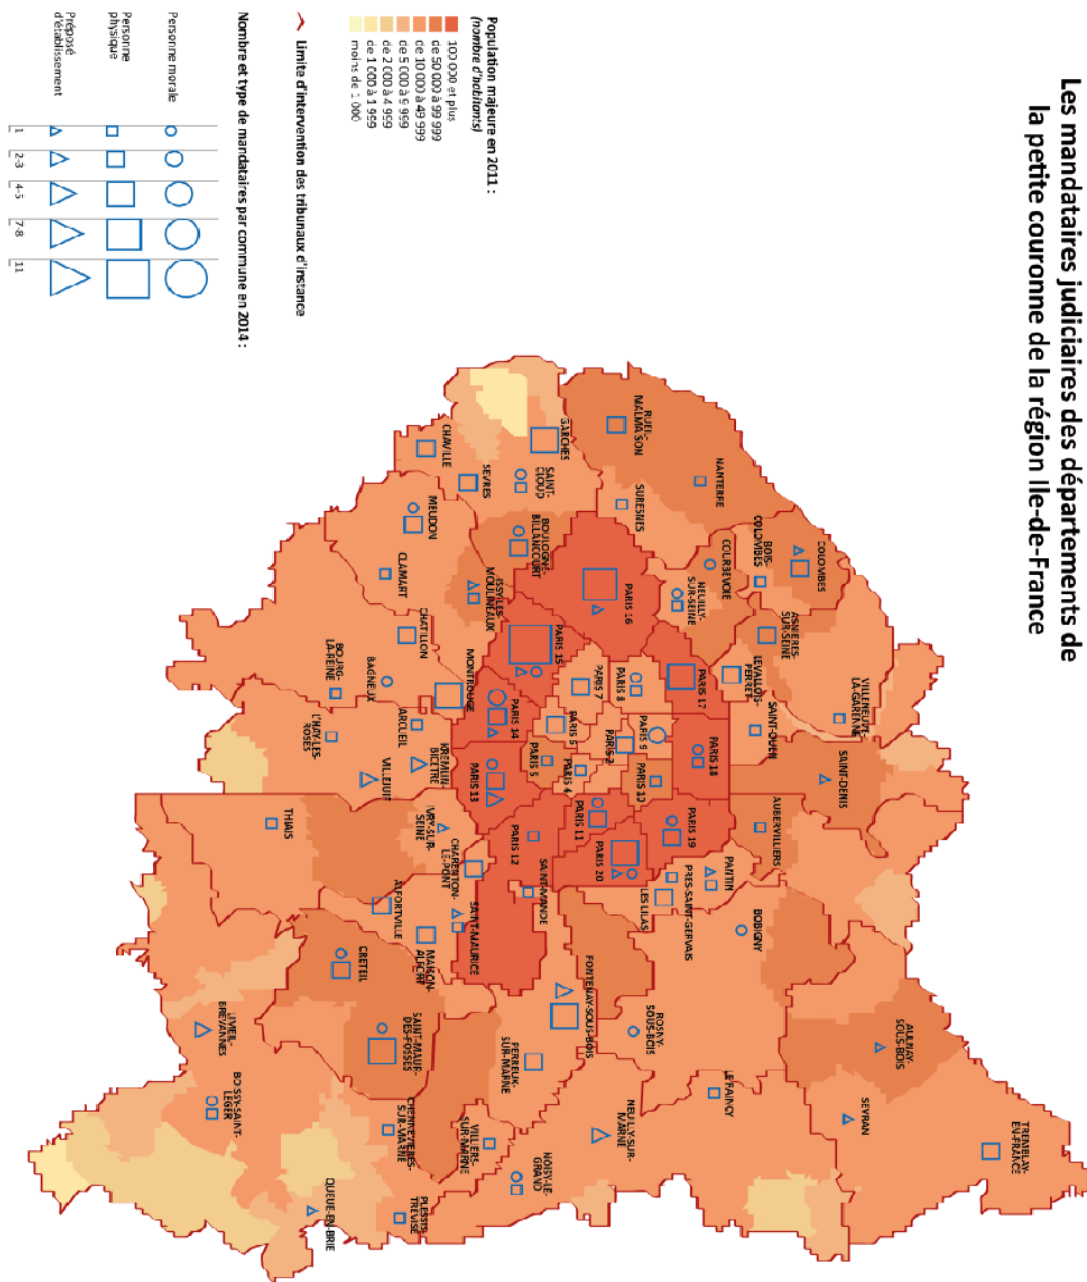 Les mandataires judiciaires des départements de
la petite couronne de la région Ile-de-France
Population majeure en 2011 :
(nombre d'habitants)
100 000 et plus
de 50 000 à 99 999
de 10 000 à 49 999
de 5 000 à 9 999
de 2 000 à 4 999
de 1 000 à 1 999
moins de 1 000
Limite d'intervention des tribunaux d'instance
Nombre et type de mandataires par commune en 2014 :
Personne morale
Personne
physique
Préposé
d'établissement
1
2-3
4-5
7-8
11
TREMBLAY-
EN-FRANCE
AULNAY-
SOUS-BOIS
SEVRAN
VILLENEUVE-
LA-GARENNE
SAINT-DENIS
COLOMBES
BOIS-
COLOMBES
ASNIERES-
SUR-SEINE
SAINT-OUEN
AUBERVILLIERS
BOBIGNY
NANTERRE
COURBEVOIE
LEVALLOIS-
PERRET
NEUILLY-
SUR-SEINE
PANTIN
PRES-SAINT-GERVAIS
LES LILAS
LE RAINCY
RUEIL-
MALMAISON
SURESNES
PARIS 16
PARIS 17
PARIS 18
PARIS 19
PARIS 8
PARIS 9
PARIS 10
PARIS 2
PARIS 7
PARIS 6
PARIS 5
PARIS 4
PARIS 11
PARIS 20
PARIS 15
PARIS 14
PARIS 13
PARIS 12
ROSNY-
SOUS-BOIS
NEUILLY-SUR-
MARNE
GARCHES
SAINT-
CLOUD
BOULOGNE-
BILLANCOURT
SAINT-MANDE
FONTENAY-SOUS-BOIS
PERREUX-
SUR-MARNE
NOISY-LE-
GRAND
SEVRES
CHAVILLE
ISSY-LES-
MOULINEAUX
MONTROUGE
CHARENTON-
LE-PONT
SAINT-MAURICE
VILLIERS-
SUR-MARNE
MEUDON
CLAMART
CHATILLON
BAGNEUX
ARCUEIL
KREMLIN-
BICETRE
IVRY-SUR-
SEINE
MAISON-
ALFORT
ALFORTVILLE
SAINT-MAUR-
DES-FOSSES
CHENNEVIERES-
SUR-MARNE
PLESSIS-
TREVISE
BOURG-
LA-REINE
L'HAY-LES-
ROSES
VILLEJUIF
CRETEIL
QUEUE-EN-BRIE
THIAIS
LIMEIL-
BREVANNES
BOISSY-SAINT-
LEGER